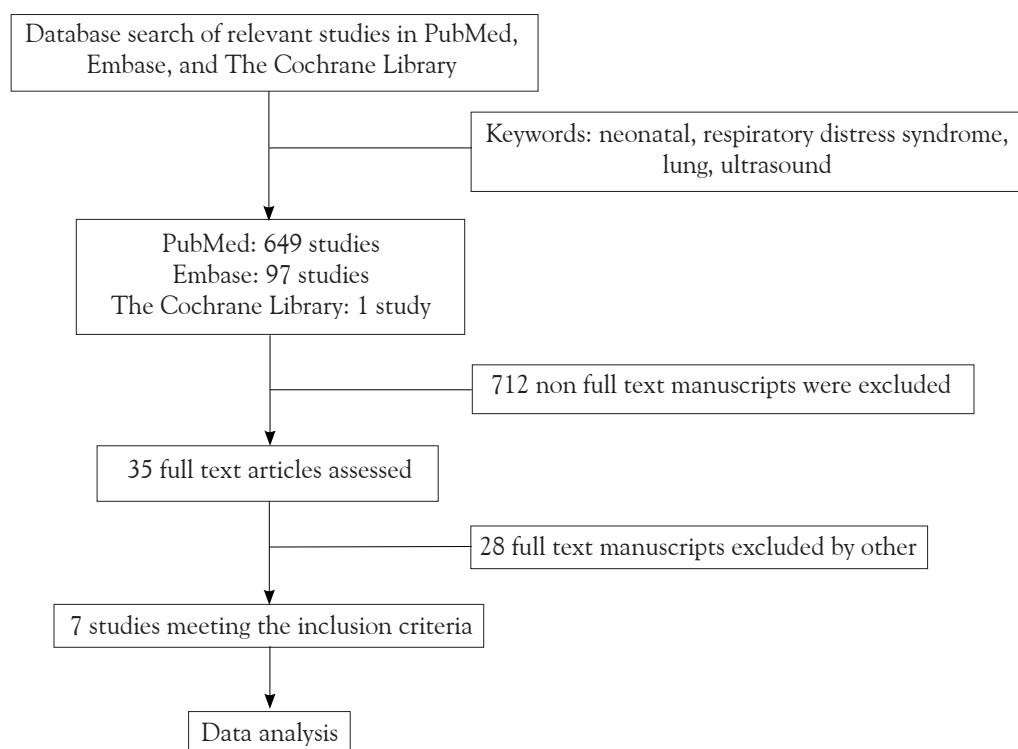 Database search of relevant studies in PubMed,
Embase, and The Cochrane Library
Keywords: neonatal, respiratory distress syndrome,
lung, ultrasound
PubMed: 649 studies
Embase: 97 studies
The Cochrane Library: 1 study
712 non full text manuscripts were excluded
35 full text articles assessed
28 full text manuscripts excluded by other
7 studies meeting the inclusion criteria
Data analysis